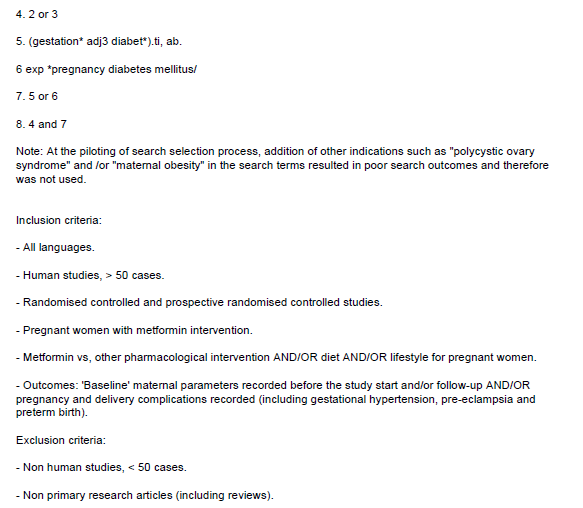 4. 2 or 3
5. (gestation* adj3 diabet*).ti, ab.
6 exp *pregnancy diabetes mellitus/
7. 5 or 6
8. 4 and 7
Note: At the piloting of search selection process, addition of other indications such as "polycystic ovary
syndrome" and /or "maternal obesity" in the search terms resulted in poor search outcomes and therefore
was not used.
Inclusion criteria:
- All languages.
- Human studies, > 50 cases.
- Randomised controlled and prospective randomised controlled studies.
- Pregnant women with metformin intervention.
- Metformin vs, other pharmacological intervention AND/OR diet AND/OR lifestyle for pregnant women.
- Outcomes: 'Baseline' maternal parameters recorded before the study start and/or follow-up AND/OR
pregnancy and delivery complications recorded (including gestational hypertension, pre-eclampsia and
preterm birth).
Exclusion criteria:
- Non human studies, < 50 cases.
- Non primary research articles (including reviews).